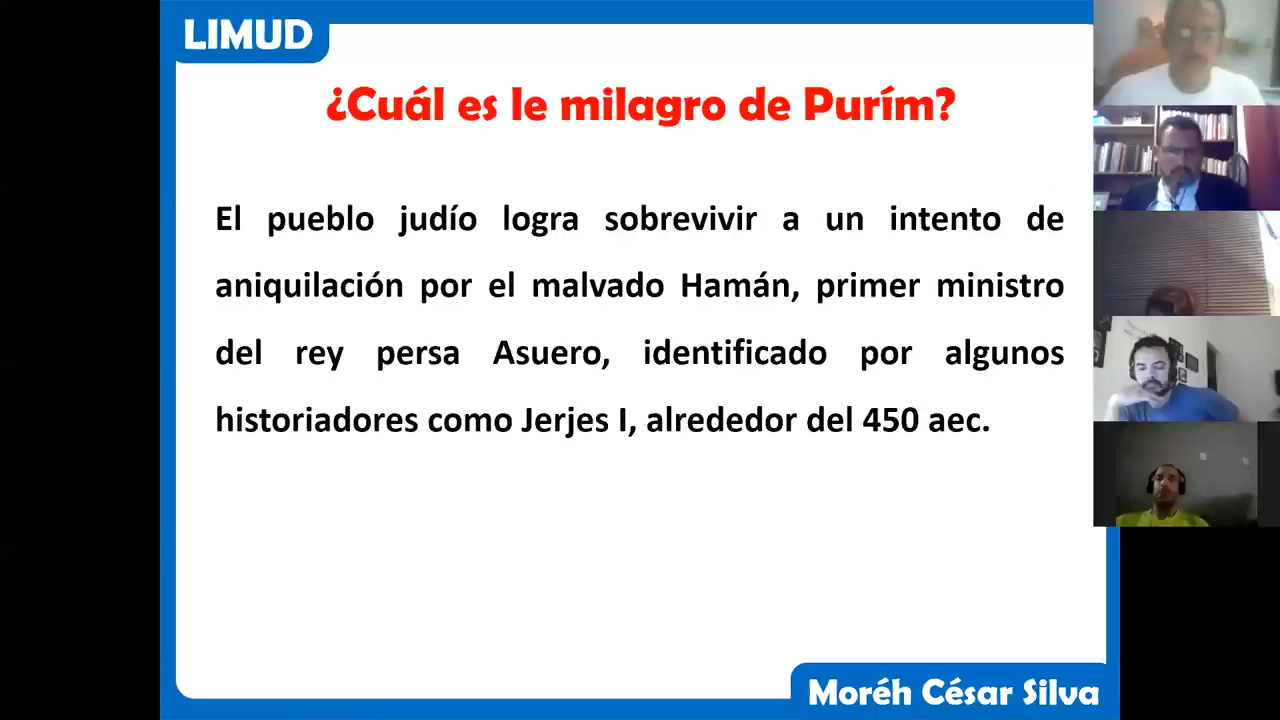 LIMUD
¿Cuál es le milagro de Purím?
El pueblo judío logra sobrevivir a un intento de
aniquilación por el malvado Hamán, primer ministro
del rey persa Asuero, identificado por algunos
historiadores como Jerjes I, alrededor del 450 aec.
Moréh César Silva